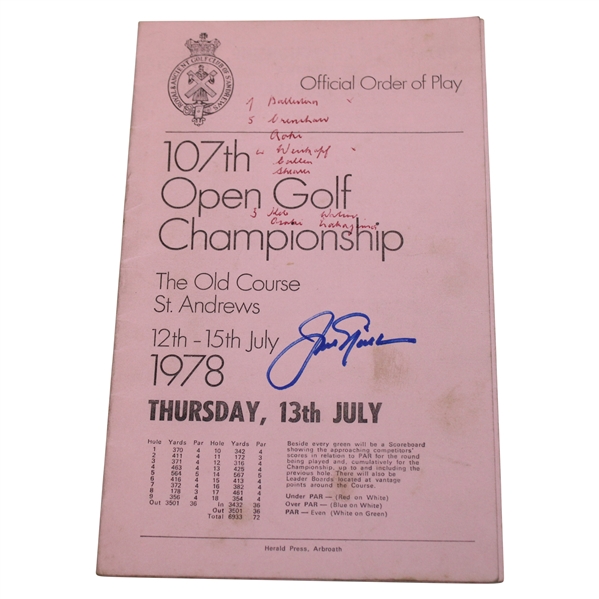 ROYAL & ANCIENT GOLF CLUB OF ST ANDREWS
Official Order of Play
7 Ballesteros
5 Crenshaw
Aoki
Weiskopf
107th
Open Golf
Championship
The Old Course
St. Andrews
12th-15th July
1978
THURSDAY, 13th JULY
Hole Yards Par Hole Yards Par
1 370 4 10 342 4
2 411 4 11 172 3
3 371 4 12 316 4
4 463 4 13 425 4
5 564 5 14 567 5
6 416 4 15 413 4
7 372 4 16 382 4
8 178 3 17 461 4
9 356 4 18 354 4
Out 3501 36 In 3432 36
Out 3501 36
Total 6933 72
Beside every green will be a Scoreboard
showing the approaching competitors'
scores in relation to PAR for the round
being played and, cumulatively for the
Championship, up to and including the
previous hole. There will also be
Leader Boards located at vantage
points around the Course.
Under PAR — (Red on White)
Over PAR — (Blue on White)
PAR — Even (White on Green)
Herald Press, Arbroath